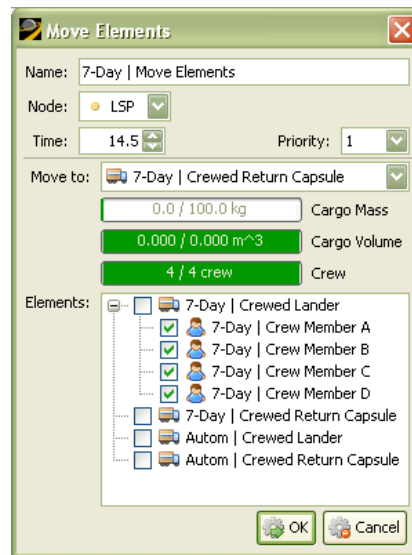 Move Elements
Name: 7-Day | Move Elements
Node: LSP
Time: 14.5 Priority: 1
Move to: 7-Day | Crewed Return Capsule
0.0 / 100.0 kg Cargo Mass
0.000 / 0.000 m^3 Cargo Volume
4 / 4 crew Crew
Elements: 7-Day | Crewed Lander
7-Day | Crew Member A
7-Day | Crew Member B
7-Day | Crew Member C
7-Day | Crew Member D
7-Day | Crewed Return Capsule
Autom | Crewed Lander
Autom | Crewed Return Capsule
OK Cancel